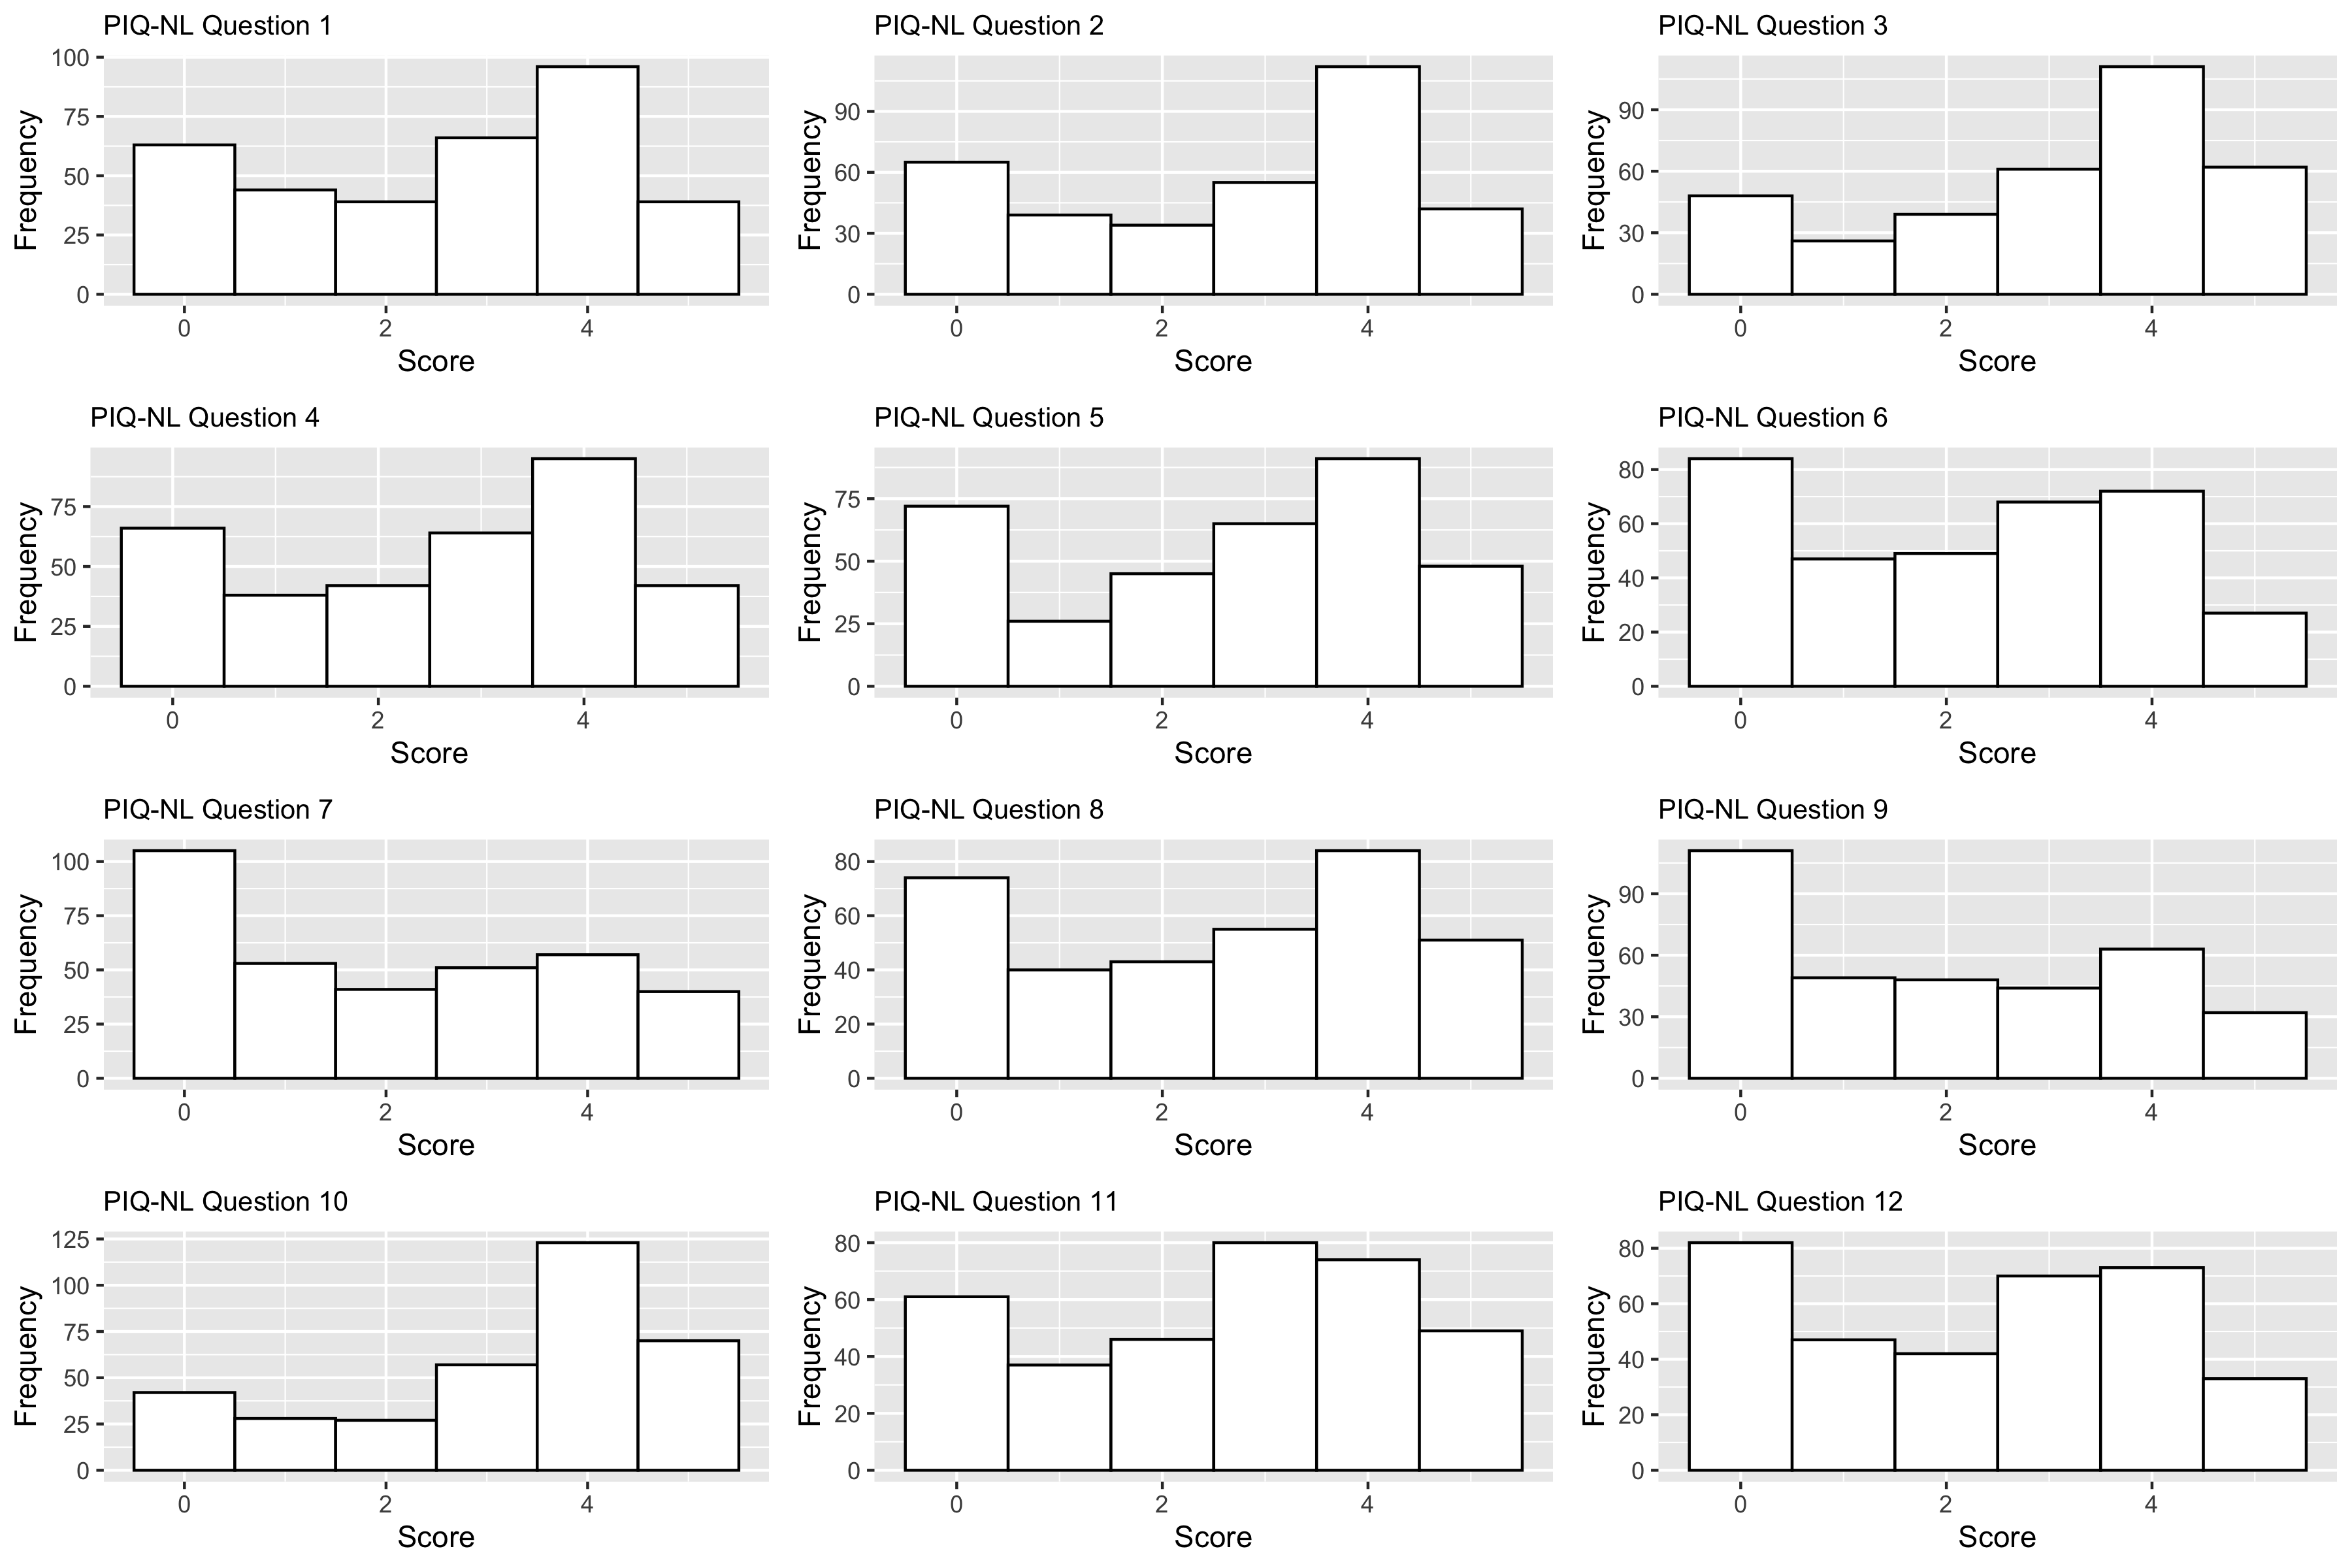 PIQ-NL Question 1
100
75
50
25
0
Frequency
0 2 4
Score
PIQ-NL Question 2
90
60
30
0
Frequency
0 2 4
Score
PIQ-NL Question 3
90
60
30
0
Frequency
0 2 4
Score
PIQ-NL Question 4
75
50
25
0
Frequency
0 2 4
Score
PIQ-NL Question 5
75
50
25
0
Frequency
0 2 4
Score
PIQ-NL Question 6
80
60
40
20
0
Frequency
0 2 4
Score
PIQ-NL Question 7
100
75
50
25
0
Frequency
0 2 4
Score
PIQ-NL Question 8
80
60
40
20
0
Frequency
0 2 4
Score
PIQ-NL Question 9
90
60
30
0
Frequency
0 2 4
Score
PIQ-NL Question 10
125
100
75
50
25
0
Frequency
0 2 4
Score
PIQ-NL Question 11
80
60
40
20
0
Frequency
0 2 4
Score
PIQ-NL Question 12
80
60
40
20
0
Frequency
0 2 4
Score